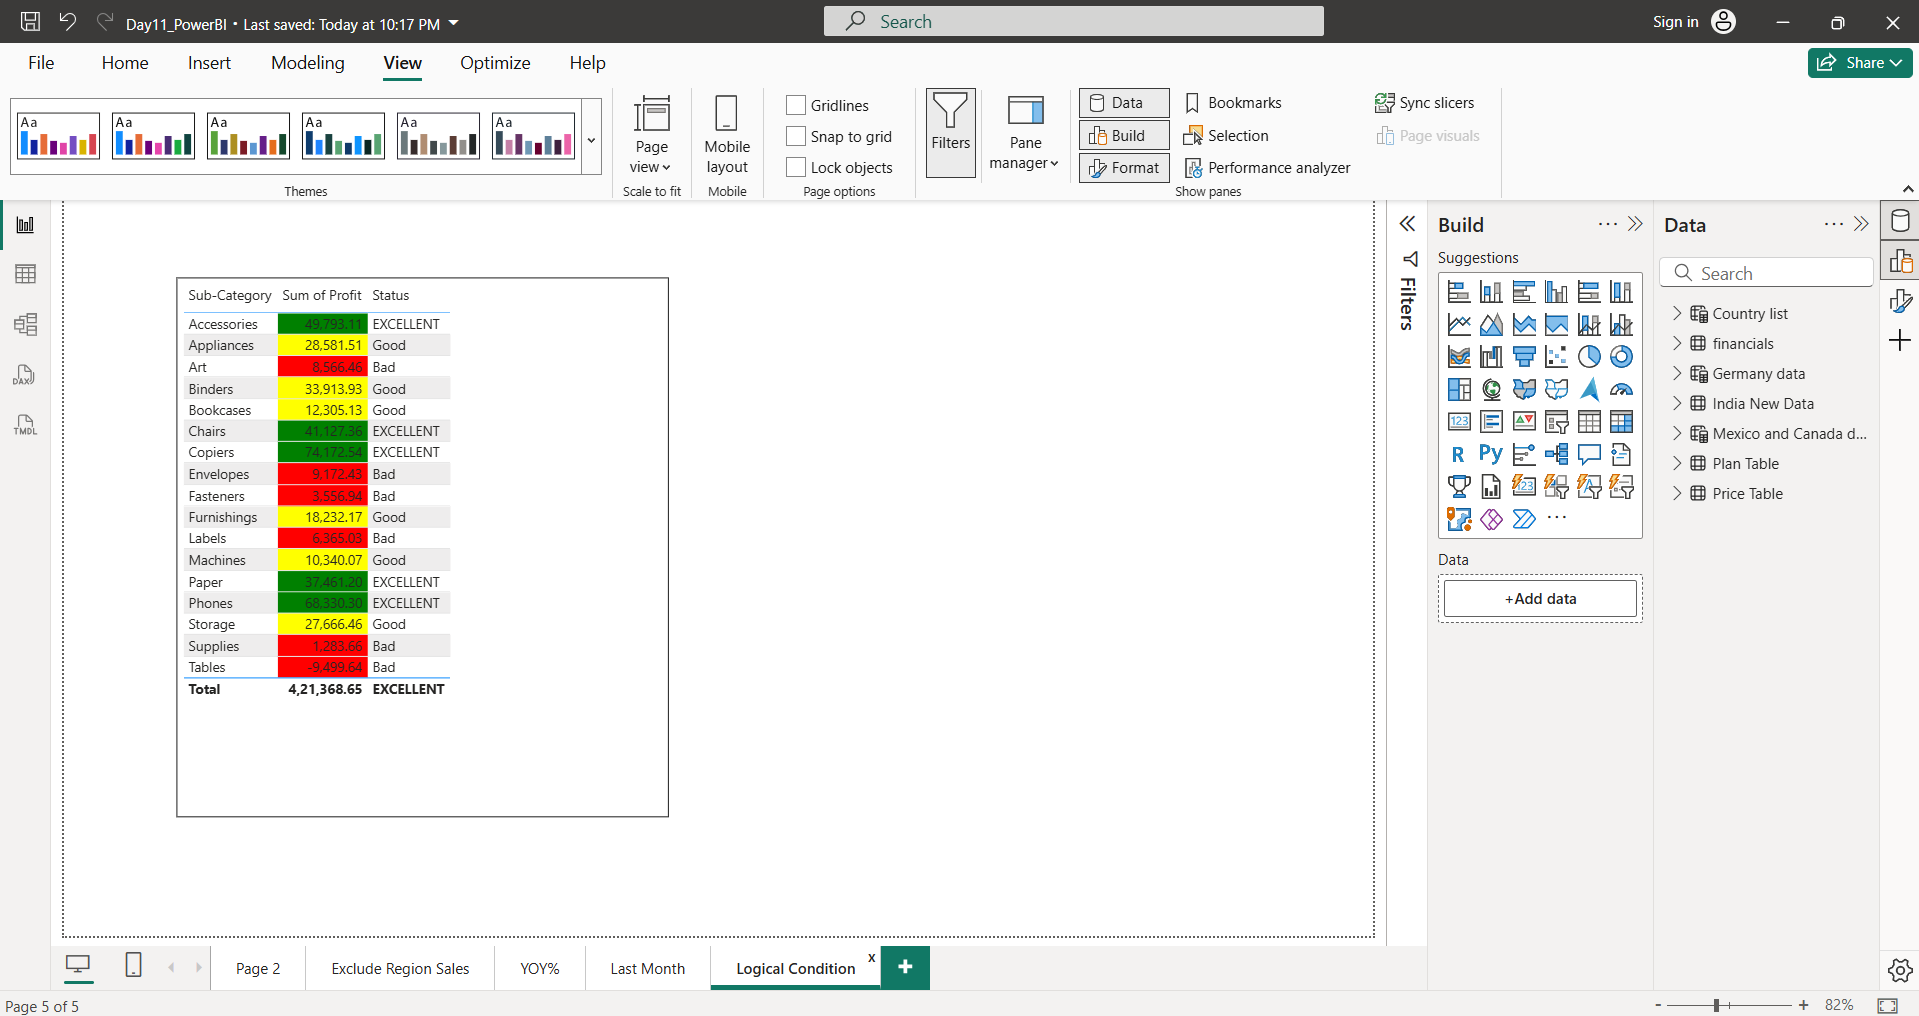 Day11_PowerBI • Last saved: Today at 10:17 PM
Search
Sign in
File Home Insert Modeling View Optimize Help
Share
Aa Aa Aa Aa Aa Aa
Themes
Page view
Scale to fit
Mobile layout
Mobile
Gridlines
Snap to grid
Lock objects
Page options
Filters
Pane manager
Data
Build
Format
Bookmarks
Selection
Performance analyzer
Sync slicers
Page visuals
Show panes
DAX
TMDL
Sub-Category Sum of Profit Status
Accessories 49,793.11 EXCELLENT
Appliances 28,581.51 Good
Art 8,566.46 Bad
Binders 33,913.93 Good
Bookcases 12,305.13 Good
Chairs 41,127.36 EXCELLENT
Copiers 74,172.54 EXCELLENT
Envelopes 9,172.43 Bad
Fasteners 3,556.94 Bad
Furnishings 18,232.17 Good
Labels 6,365.03 Bad
Machines 10,340.07 Good
Paper 37,461.20 EXCELLENT
Phones 68,330.30 EXCELLENT
Storage 27,666.46 Good
Supplies 1,283.66 Bad
Tables -9,499.64 Bad
Total 4,21,368.65 EXCELLENT
Filters
Build
Suggestions
123
R Py
123
Data
+Add data
Data
Search
Country list
financials
Germany data
India New Data
Mexico and Canada d...
Plan Table
Price Table
Page 2 Exclude Region Sales YOY% Last Month Logical Condition x +
Page 5 of 5
- + 82%